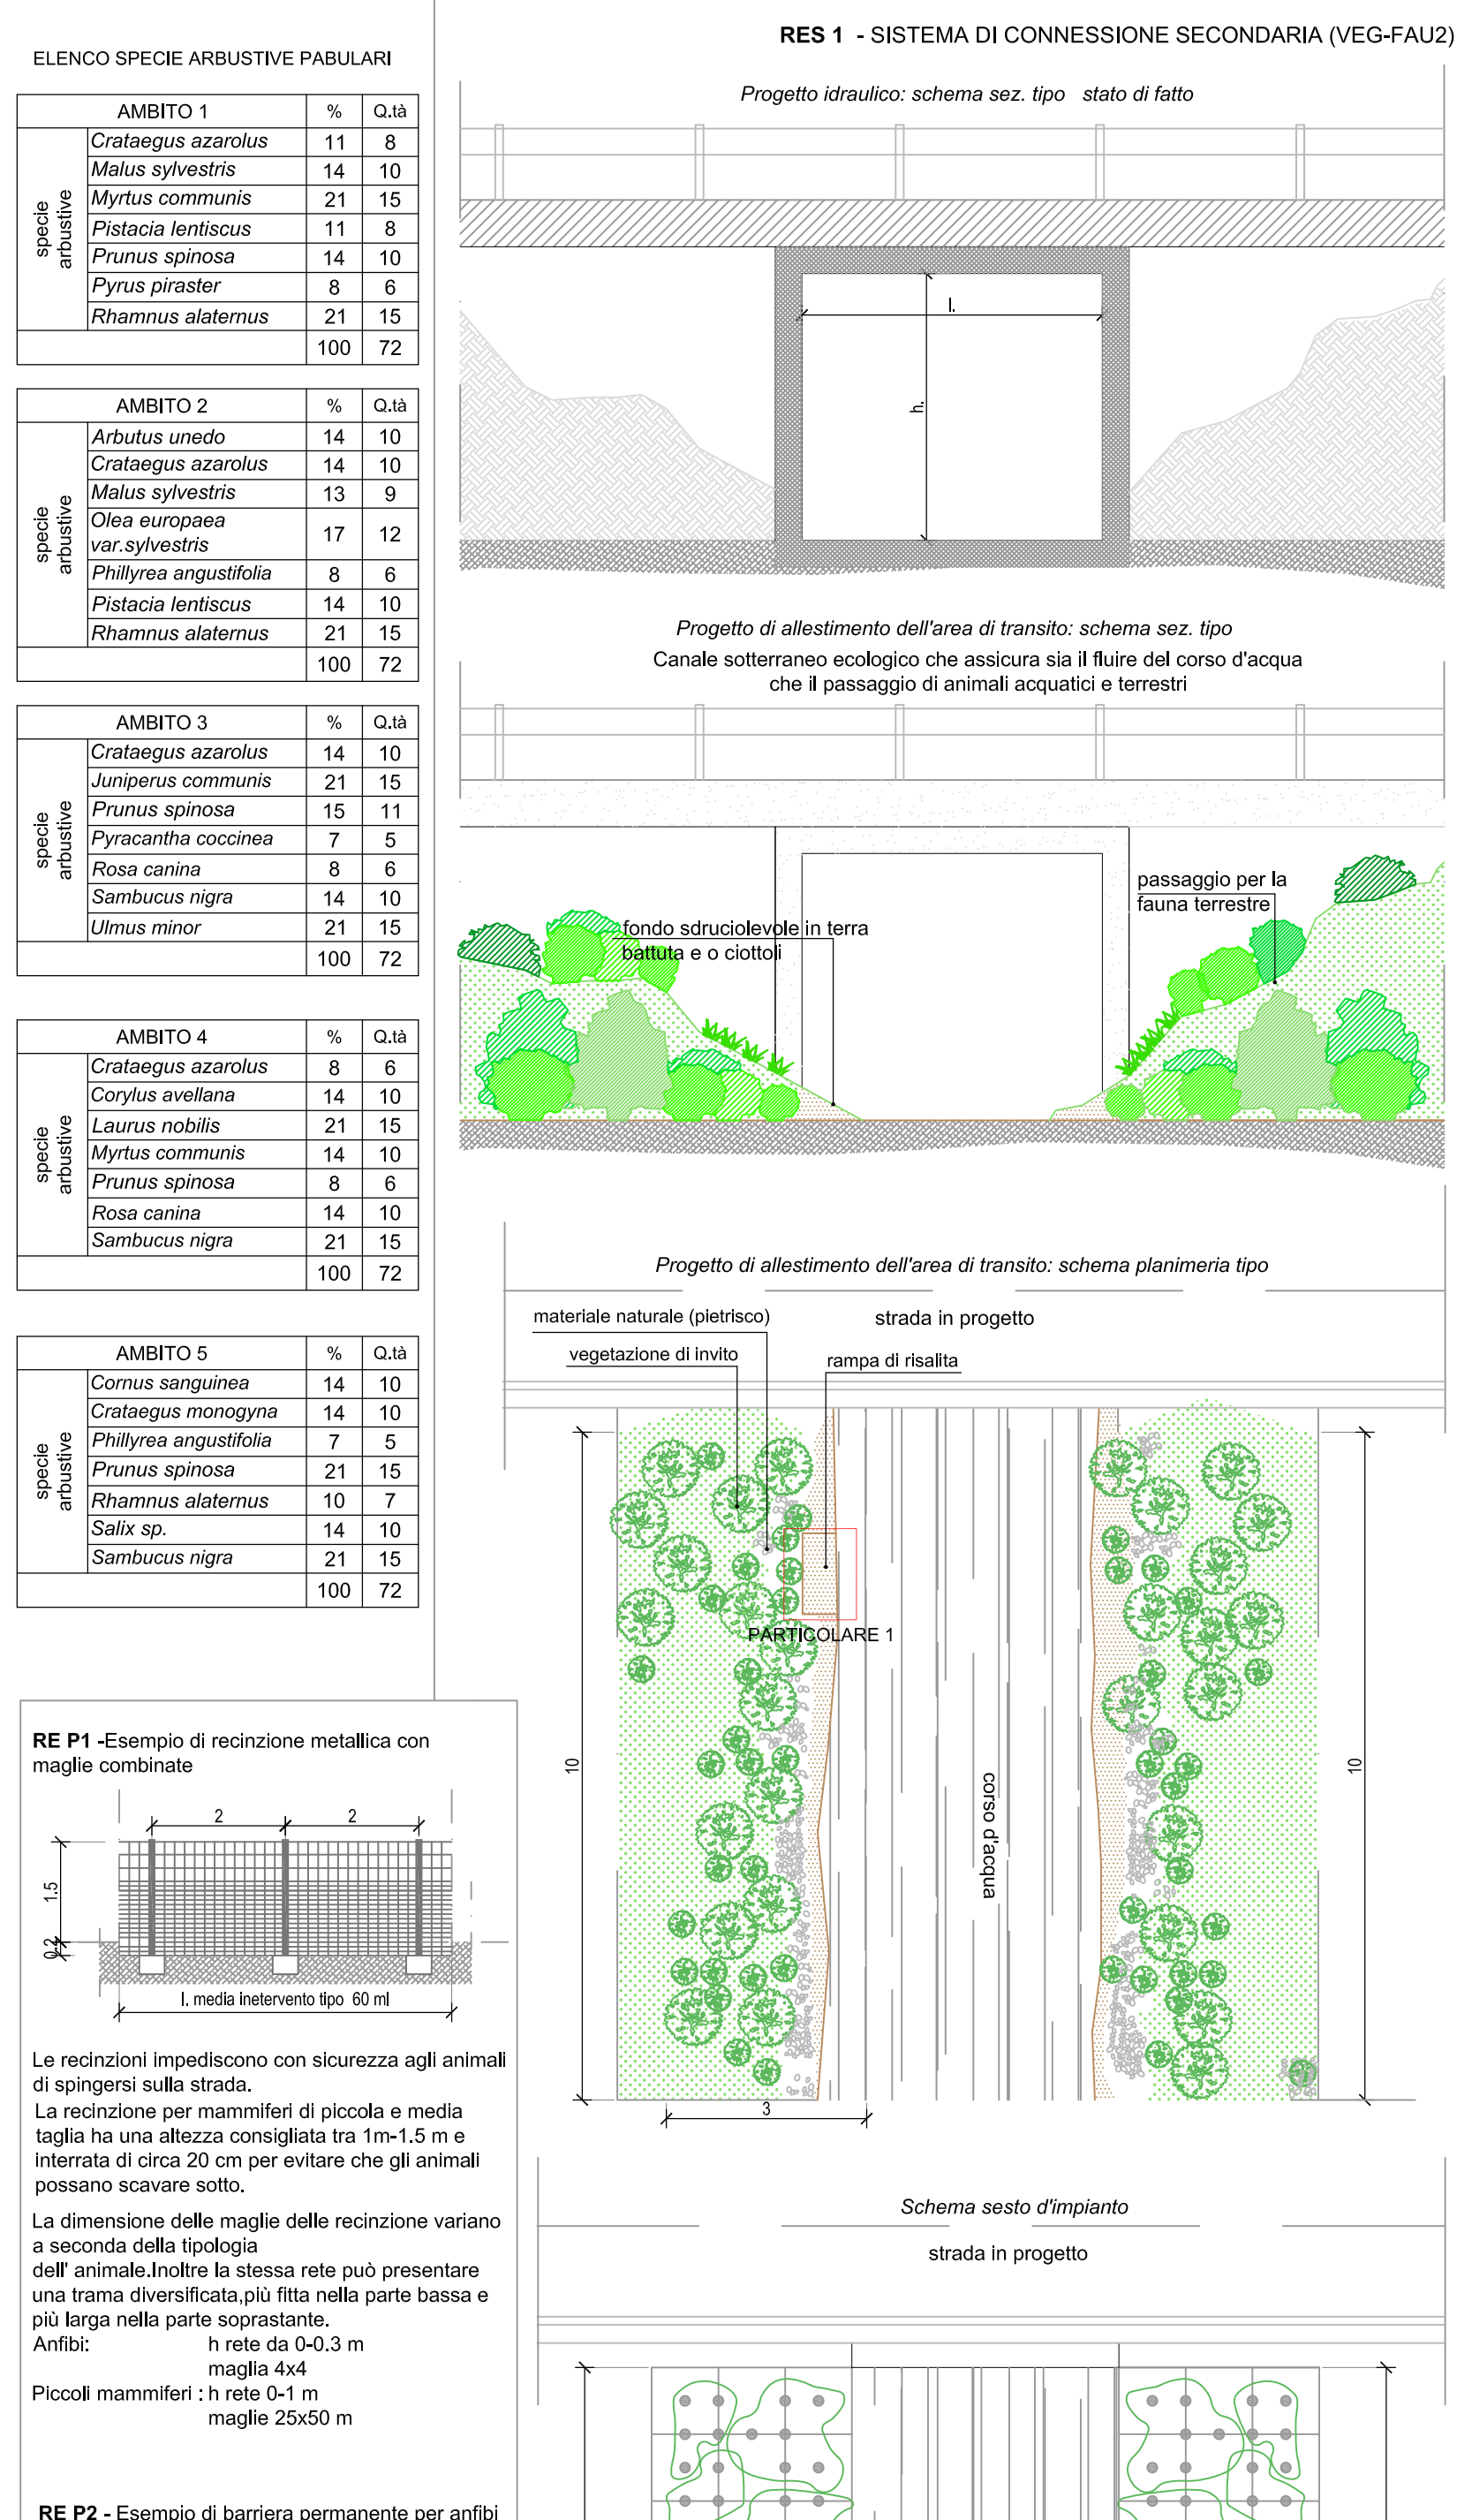 ELENCO SPECIE ARBUSTIVE PABULARI
AMBITO 1 % Q.tà
specie
arbustive
Crataegus azarolus 11 8
Malus sylvestris 14 10
Myrtus communis 21 15
Pistacia lentiscus 11 8
Prunus spinosa 14 10
Pyrus piraster 8 6
Rhamnus alaternus 21 15
100 72
AMBITO 2 % Q.tà
specie
arbustive
Arbutus unedo 14 10
Crataegus azarolus 14 10
Malus sylvestris 13 9
Olea europaea
var.sylvestris 17 12
Phillyrea angustifolia 8 6
Pistacia lentiscus 14 10
Rhamnus alaternus 21 15
100 72
AMBITO 3 % Q.tà
specie
arbustive
Crataegus azarolus 14 10
Juniperus communis 21 15
Prunus spinosa 15 11
Pyracantha coccinea 7 5
Rosa canina 8 6
Sambucus nigra 14 10
Ulmus minor 21 15
100 72
AMBITO 4 % Q.tà
specie
arbustive
Crataegus azarolus 8 6
Corylus avellana 14 10
Laurus nobilis 21 15
Myrtus communis 14 10
Prunus spinosa 8 6
Rosa canina 14 10
Sambucus nigra 21 15
100 72
AMBITO 5 % Q.tà
specie
arbustive
Cornus sanguinea 14 10
Crataegus monogyna 14 10
Phillyrea angustifolia 7 5
Prunus spinosa 21 15
Rhamnus alaternus 10 7
Salix sp. 14 10
Sambucus nigra 21 15
100 72
RE P1 -Esempio di recinzione metallica con
maglie combinate
2 2
1.5
0.2
l. media inetervento tipo 60 ml
Le recinzioni impediscono con sicurezza agli animali
di spingersi sulla strada.
La recinzione per mammiferi di piccola e media
taglia ha una altezza consigliata tra 1m-1.5 m e
interrata di circa 20 cm per evitare che gli animali
possano scavare sotto.
La dimensione delle maglie delle recinzione variano
a seconda della tipologia
dell' animale.Inoltre la stessa rete può presentare
una trama diversificata,più fitta nella parte bassa e
più larga nella parte soprastante.
Anfibi: h rete da 0-0.3 m
maglia 4x4
Piccoli mammiferi : h rete 0-1 m
maglie 25x50 m
RE P2 - Esempio di barriera permanente per anfibi
RES 1 - SISTEMA DI CONNESSIONE SECONDARIA (VEG-FAU2)
Progetto idraulico: schema sez. tipo stato di fatto
l.
h.
Progetto di allestimento dell'area di transito: schema sez. tipo
Canale sotterraneo ecologico che assicura sia il fluire del corso d'acqua
che il passaggio di animali acquatici e terrestri
passaggio per la
fauna terrestre
fondo sdruciolevole in terra
battuta e o ciottoli
Progetto di allestimento dell'area di transito: schema planimeria tipo
materiale naturale (pietrisco)
strada in progetto
vegetazione di invito
rampa di risalita
PARTICOLARE 1
10
corso d'acqua
10
3
Schema sesto d'impianto
strada in progetto